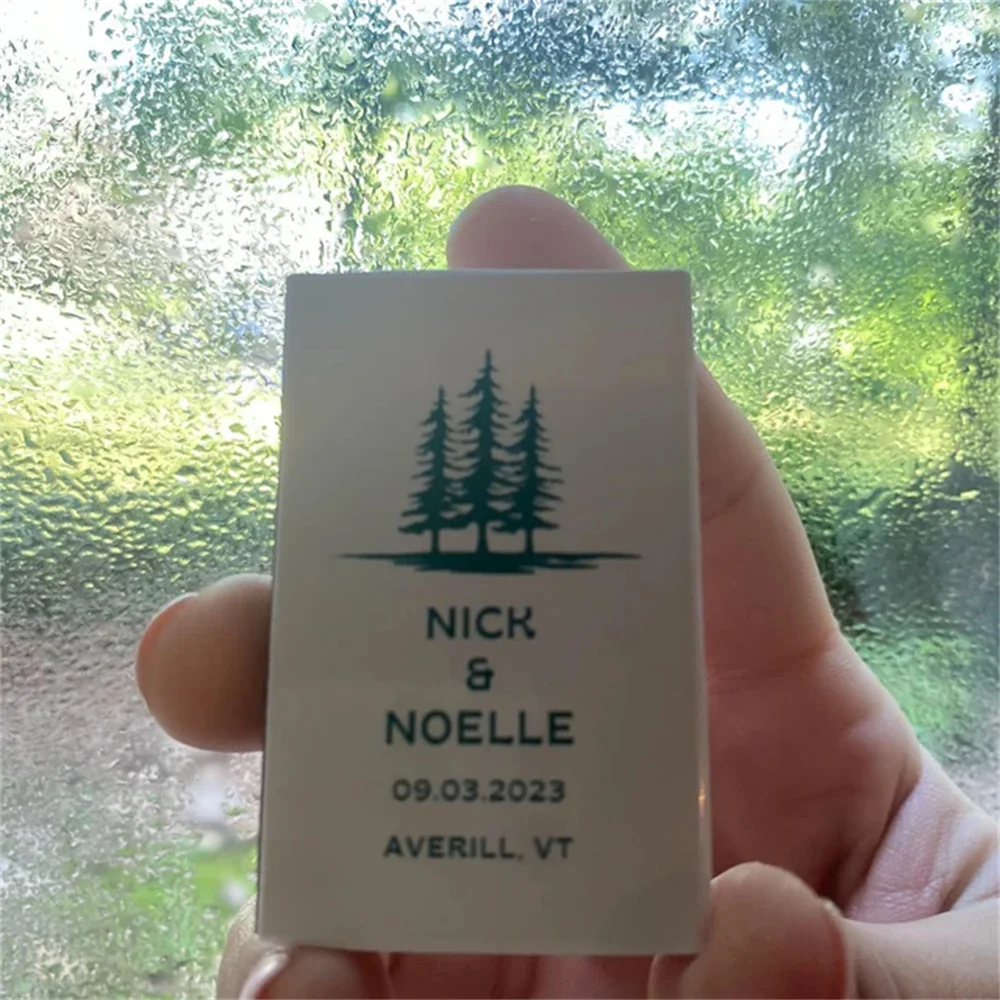 NICK
&
NOELLE
09.03.2023
AVERILL, VT